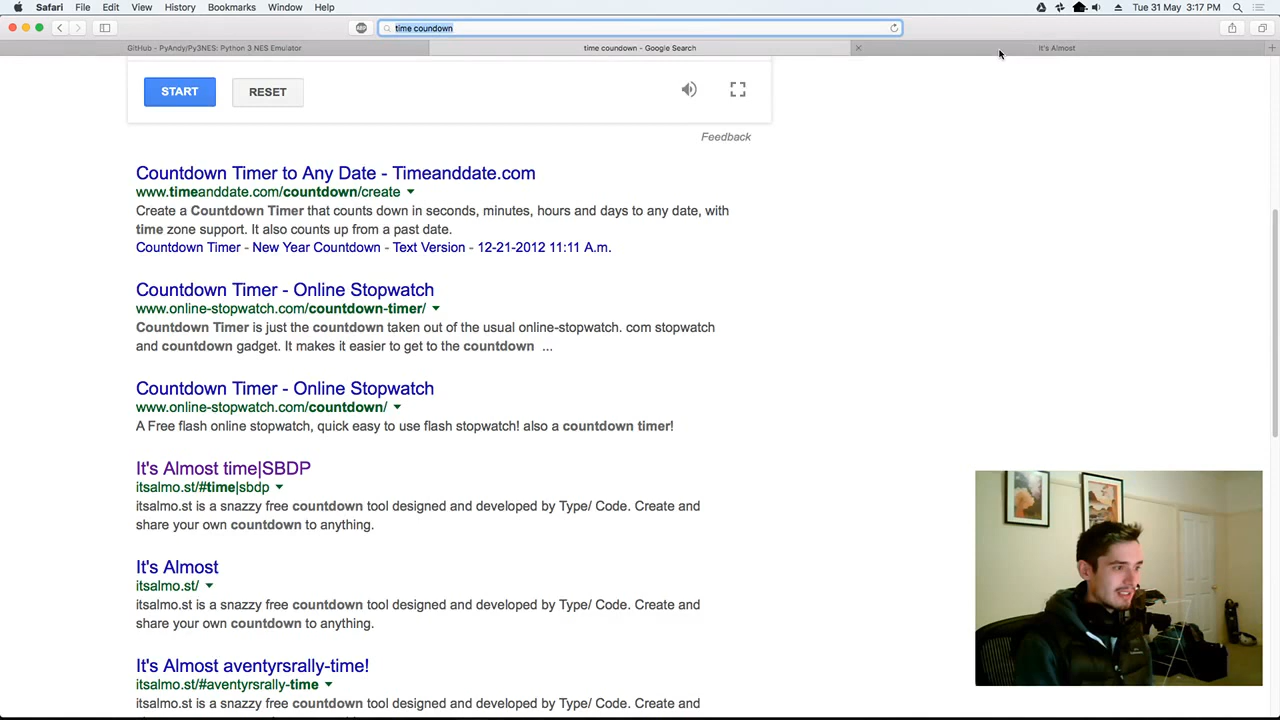 Safari File Edit View History Bookmarks Window Help Tue 31 May 3:17 PM
ABP time coundown
GitHub - PyAndy/Py3NES: Python 3 NES Emulator time coundown - Google Search It's Almost
START RESET
Feedback
Countdown Timer to Any Date - Timeanddate.com
www.timeanddate.com/countdown/create
Create a Countdown Timer that counts down in seconds, minutes, hours and days to any date, with
time zone support. It also counts up from a past date.
Countdown Timer - New Year Countdown - Text Version - 12-21-2012 11:11 A.m.
Countdown Timer - Online Stopwatch
www.online-stopwatch.com/countdown-timer/
Countdown Timer is just the countdown taken out of the usual online-stopwatch. com stopwatch
and countdown gadget. It makes it easier to get to the countdown ...
Countdown Timer - Online Stopwatch
www.online-stopwatch.com/countdown/
A Free flash online stopwatch, quick easy to use flash stopwatch! also a countdown timer!
It's Almost time|SBDP
itsalmo.st/#time|sbdp
itsalmo.st is a snazzy free countdown tool designed and developed by Type/ Code. Create and
share your own countdown to anything.
It's Almost
itsalmo.st/
itsalmo.st is a snazzy free countdown tool designed and developed by Type/ Code. Create and
share your own countdown to anything.
It's Almost aventyrsrally-time!
itsalmo.st/#aventyrsrally-time
itsalmo.st is a snazzy free countdown tool designed and developed by Type/ Code. Create and